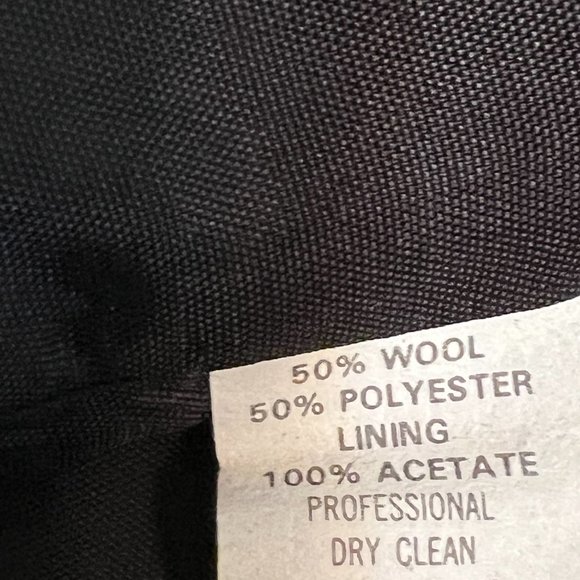 50% WOOL
50% POLYESTER
LINING
100% ACETATE
PROFESSIONAL
DRY CLEAN